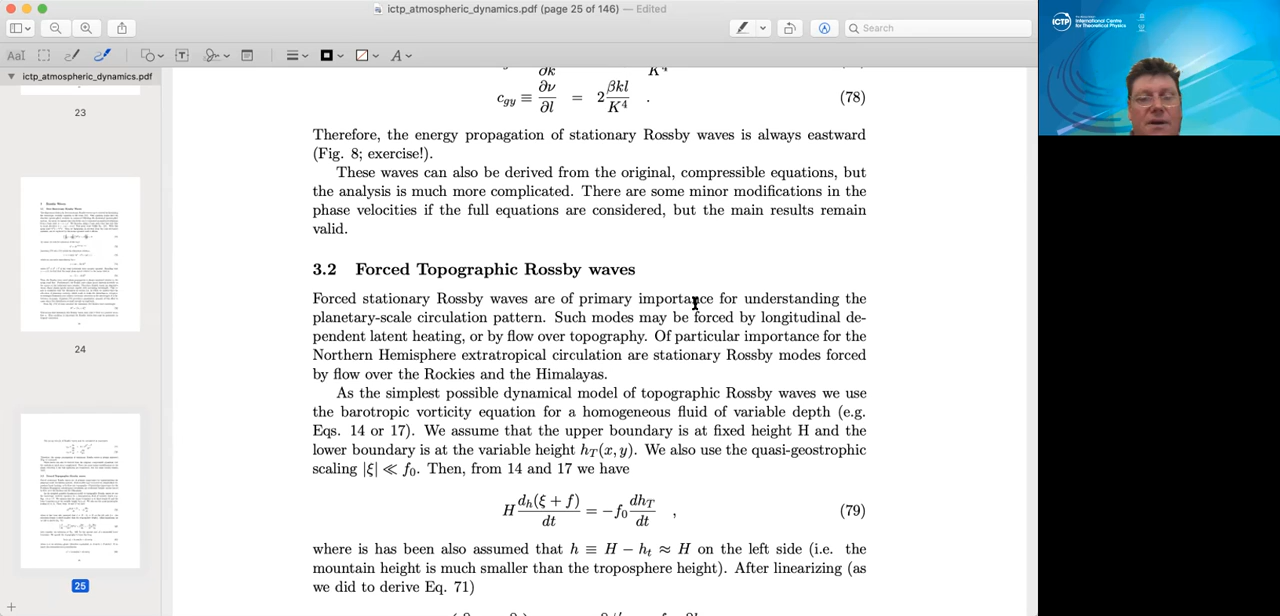 ictp_atmospheric_dynamics.pdf (page 25 of 146) — Edited
Search
AaI
ictp_atmospheric_dynamics.pdf
23
24
25
∂k K⁴
c_gy ≡ ∂ν/∂l = 2 βkl/K⁴ . (78)
Therefore, the energy propagation of stationary Rossby waves is always eastward
(Fig. 8; exercise!).
These waves can also be derived from the original, compressible equations, but
the analysis is much more complicated. There are some minor modifications in the
phase velocities if the full equations are considered, but the main results remain
valid.
3.2 Forced Topographic Rossby waves
Forced stationary Rossby waves are of primary importance for understanding the
planetary-scale circulation pattern. Such modes may be forced by longitudinal de-
pendent latent heating, or by flow over topography. Of particular importance for the
Northern Hemisphere extratropical circulation are stationary Rossby modes forced
by flow over the Rockies and the Himalayas.
As the simplest possible dynamical model of topographic Rossby waves we use
the barotropic vorticity equation for a homogeneous fluid of variable depth (e.g.
Eqs. 14 or 17). We assume that the upper boundary is at fixed height H and the
lower boundary is at the variable height h_T(x, y). We also use the quasi-geostrophic
scaling |ξ| ≪ f₀. Then, from 14 and 17 we have
H d_h(ξ + f)/dt = −f₀ dh_T/dt , (79)
where is has been also assumed that h ≡ H − h_t ≈ H on the left side (i.e. the
mountain height is much smaller than the troposphere height). After linearizing (as
we did to derive Eq. 71)
ICTP
International Centre
for Theoretical Physics